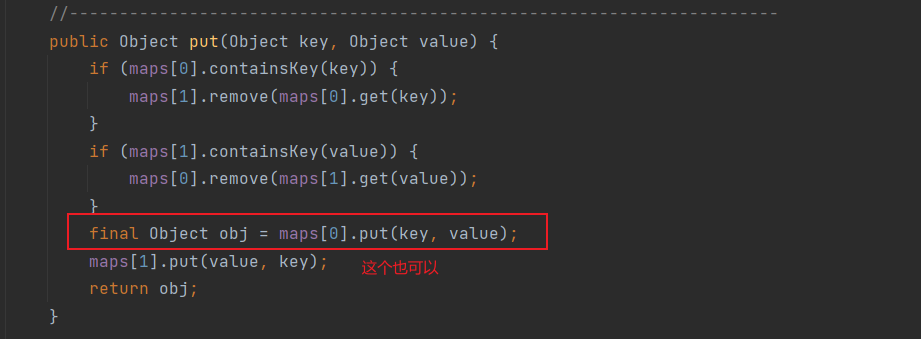 //-----------------------------------------------------------------------
public Object put(Object key, Object value) {
if (maps[0].containsKey(key)) {
maps[1].remove(maps[0].get(key));
}
if (maps[1].containsKey(value)) {
maps[0].remove(maps[1].get(value));
}
final Object obj = maps[0].put(key, value);
maps[1].put(value, key); 这个也可以
return obj;
}